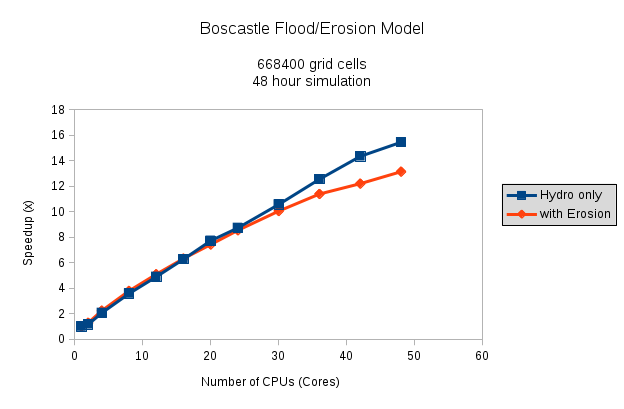 Boscastle Flood/Erosion Model
668400 grid cells
48 hour simulation
18
16
14
12
10
8
6
4
2
0
Speedup (x)
0 10 20 30 40 50 60
Number of CPUs (Cores)
Hydro only
with Erosion